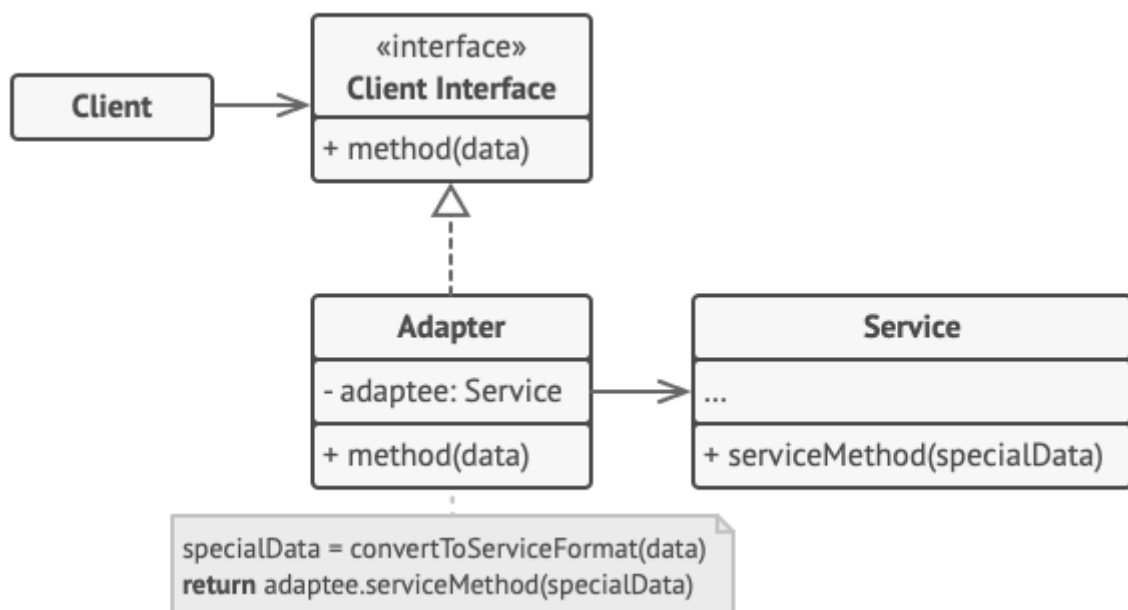 «interface»
Client Interface
Client
+ method(data)
Adapter
- adaptee: Service
+ method(data)
Service
...
+ serviceMethod(specialData)
specialData = convertToServiceFormat(data)
return adaptee.serviceMethod(specialData)